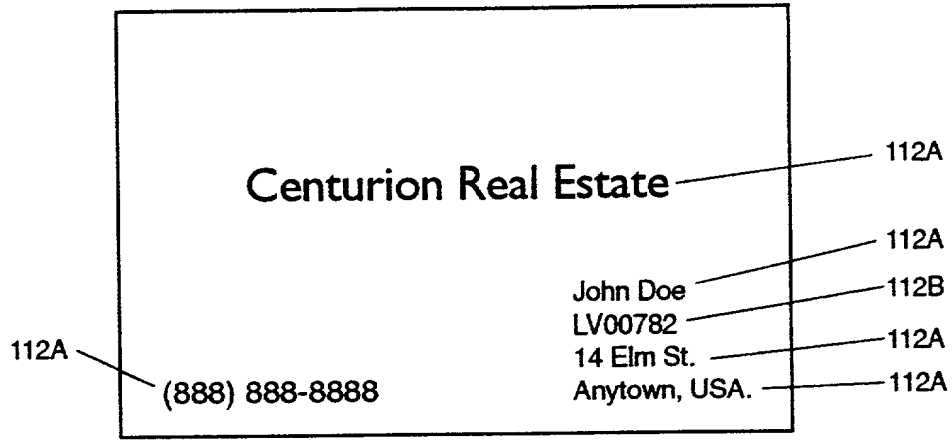 Centurion Real Estate 112A
John Doe 112A
LV00782 112B
14 Elm St. 112A
Anytown, USA. 112A
112A (888) 888-8888